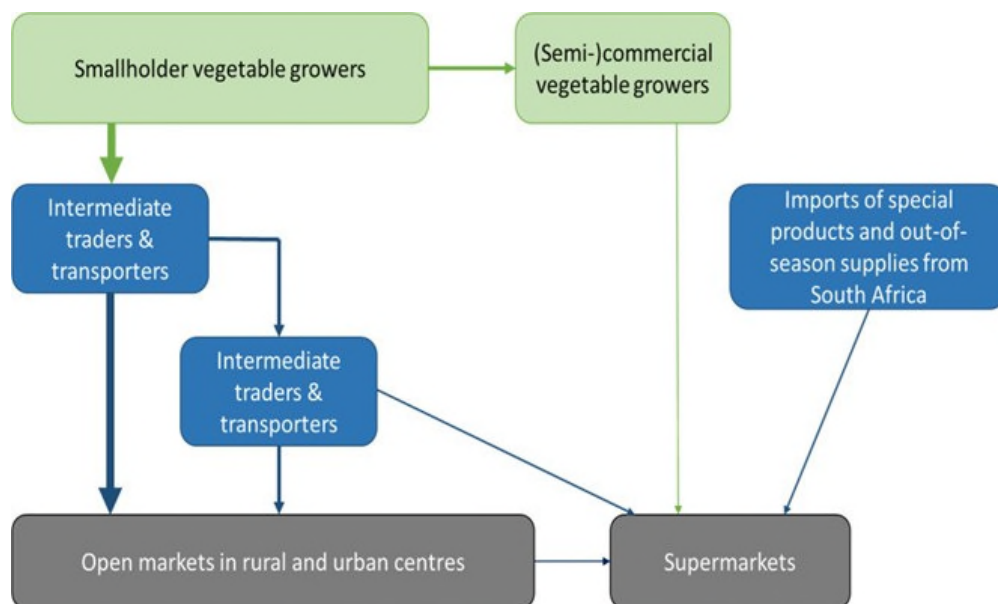 Smallholder vegetable growers
(Semi-)commercial
vegetable growers
Intermediate
traders &
transporters
Imports of special
products and out-of-
season supplies from
South Africa
Intermediate
traders &
transporters
Open markets in rural and urban centres
Supermarkets